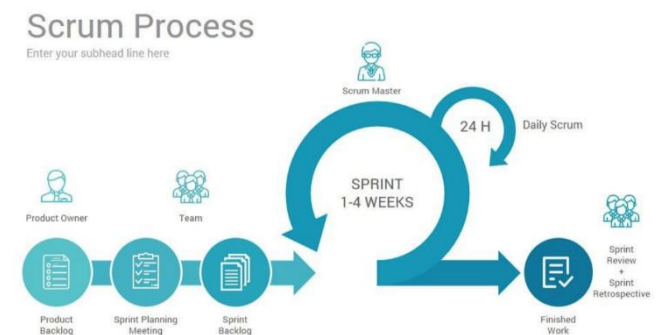 Scrum Process
Enter your subhead line here
Scrum Master
24 H
Daily Scrum
SPRINT
1-4 WEEKS
Product Owner
Team
Sprint
Review
+
Sprint
Retrospective
Product
Backlog
Sprint Planning
Meeting
Sprint
Backlog
Finished
Work